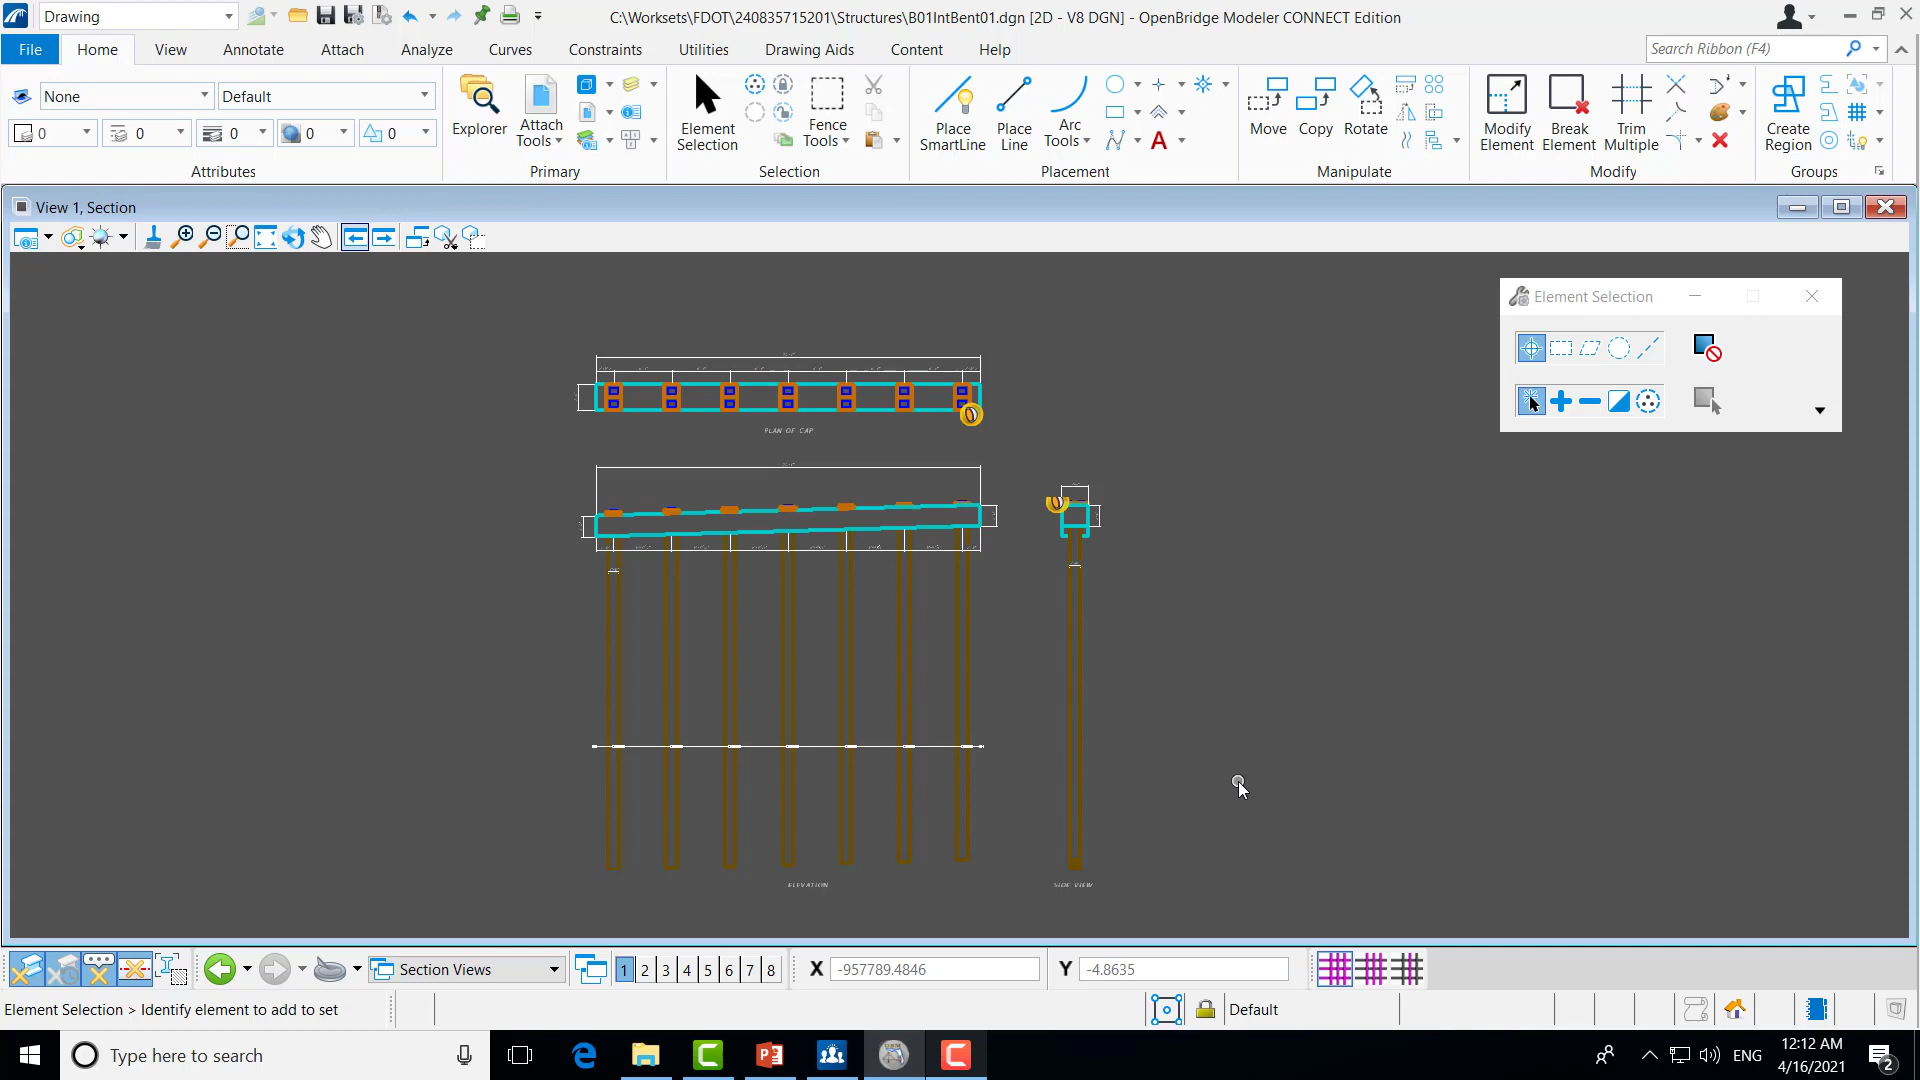 Drawing
C:\Worksets\FDOT\240835715201\Structures\B01IntBent01.dgn [2D - V8 DGN] - OpenBridge Modeler CONNECT Edition
File Home View Annotate Attach Analyze Curves Constraints Utilities Drawing Aids Content Help
Search Ribbon (F4)
None
Default
0 0 0 0 0
Attributes
Explorer
Attach Tools
Primary
Element Selection
Fence Tools
Selection
Place SmartLine
Place Line
Arc Tools
Placement
Move
Copy
Rotate
Manipulate
Modify Element
Break Element
Trim Multiple
Modify
Create Region
Groups
View 1, Section
Element Selection
PLAN OF CAP
ELEVATION
SIDE VIEW
Section Views
1 2 3 4 5 6 7 8
X -957789.4846
Y -4.8635
Element Selection > Identify element to add to set
Default
Type here to search
ENG
12:12 AM
4/16/2021
2